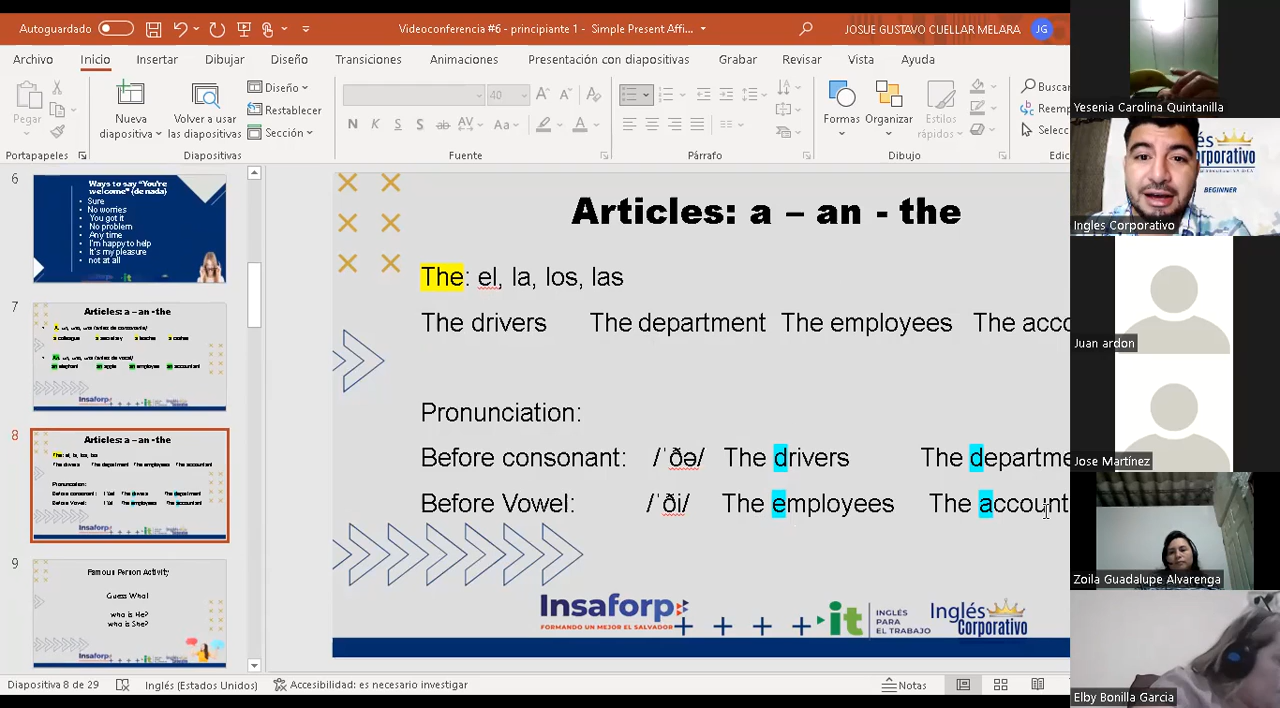 Autoguardado
Videoconferencia #6 - principiante 1 - Simple Present Affi...
JOSUE GUSTAVO CUELLAR MELARA
JG
Archivo Inicio Insertar Dibujar Diseño Transiciones Animaciones Presentación con diapositivas Grabar Revisar Vista Ayuda
Pegar
Nueva diapositiva
Volver a usar las diapositivas
Diseño
Restablecer
Sección
40
Aa
Formas
Organizar
Estilos rápidos
Buscar
Reemp
Selecc
Portapapeles
Diapositivas
Fuente
Párrafo
Dibujo
Edic
6
Ways to say "You're welcome" (de nada)
Sure
No worries
You got it
No problem
Any time
I'm happy to help
It's my pleasure
not at all
7
Articles: a – an -the
8
Articles: a – an -the
9
Famous Person Activity
Guess Who!
who is He?
who is She?
Articles: a – an - the
The: el, la, los, las
The drivers The department The employees The acco
Pronunciation:
Before consonant: /ˈðə/ The drivers The departme
Before Vowel: /ˈði/ The employees The account
Insaforp
FORMANDO UN MEJOR EL SALVADOR
it
INGLÉS
PARA
EL TRABAJO
Inglés
Corporativo
Diapositiva 8 de 29
Inglés (Estados Unidos)
Accesibilidad: es necesario investigar
Notas
Yesenia Carolina Quintanilla
és
orporativo
BEGINNER
Ingles Corporativo
Juan ardon
Jose Martínez
Zoila Guadalupe Alvarenga
Elby Bonilla Garcia